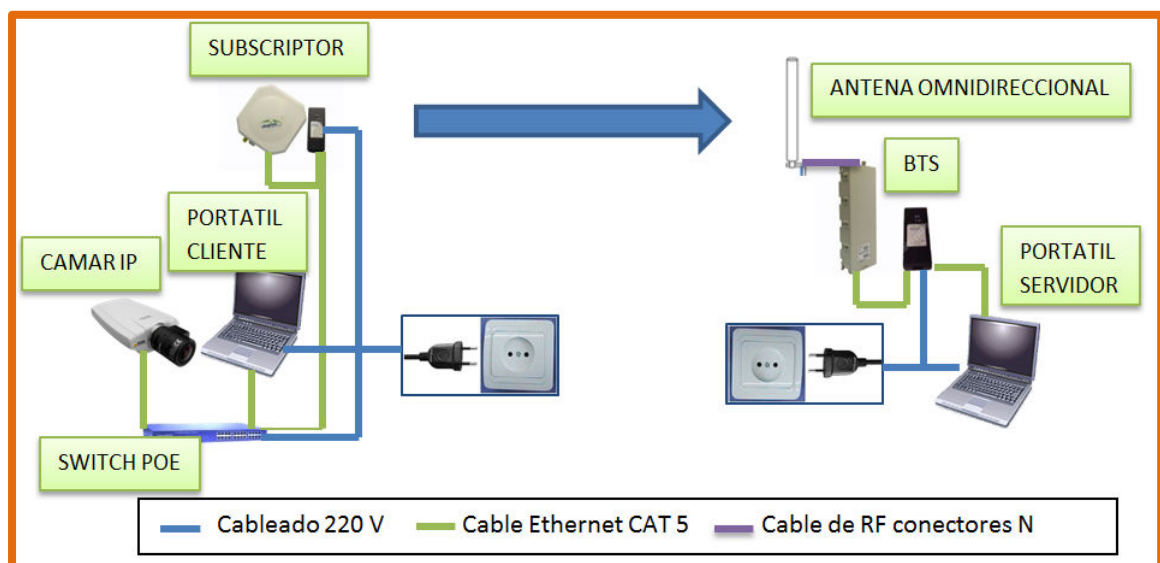 SUBSCRIPTOR
ANTENA OMNIDIRECCIONAL
BTS
PORTATIL
CLIENTE
CAMAR IP
PORTATIL
SERVIDOR
SWITCH POE
Cableado 220 V
Cable Ethernet CAT 5
Cable de RF conectores N